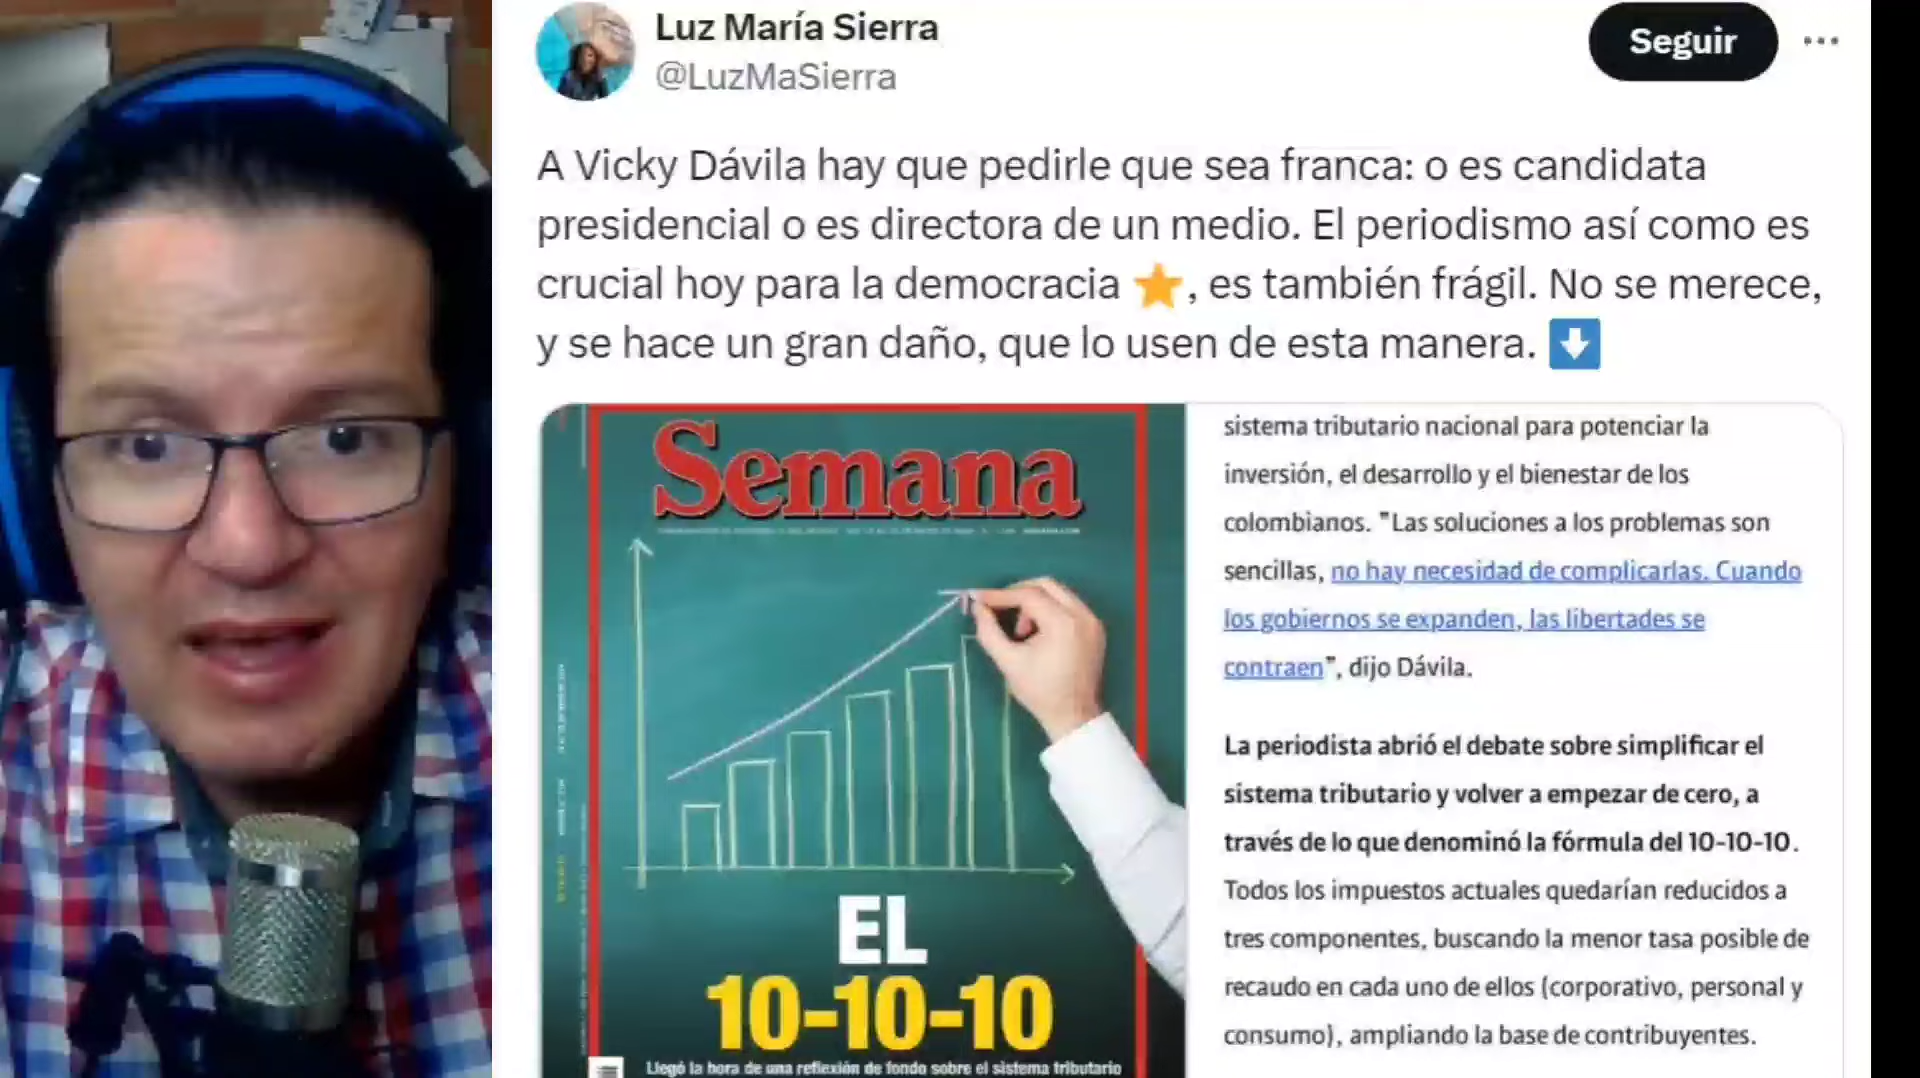 Luz María Sierra
@LuzMaSierra
Seguir
A Vicky Dávila hay que pedirle que sea franca: o es candidata
presidencial o es directora de un medio. El periodismo así como es
crucial hoy para la democracia ⭐, es también frágil. No se merece,
y se hace un gran daño, que lo usen de esta manera. ⬇️
Semana
EL
10-10-10
Llegó la hora de una reflexión de fondo sobre el sistema tributario
sistema tributario nacional para potenciar la
inversión, el desarrollo y el bienestar de los
colombianos. "Las soluciones a los problemas son
sencillas, no hay necesidad de complicarlas. Cuando
los gobiernos se expanden, las libertades se
contraen", dijo Dávila.
La periodista abrió el debate sobre simplificar el
sistema tributario y volver a empezar de cero, a
través de lo que denominó la fórmula del 10-10-10.
Todos los impuestos actuales quedarían reducidos a
tres componentes, buscando la menor tasa posible de
recaudo en cada uno de ellos (corporativo, personal y
consumo), ampliando la base de contribuyentes.